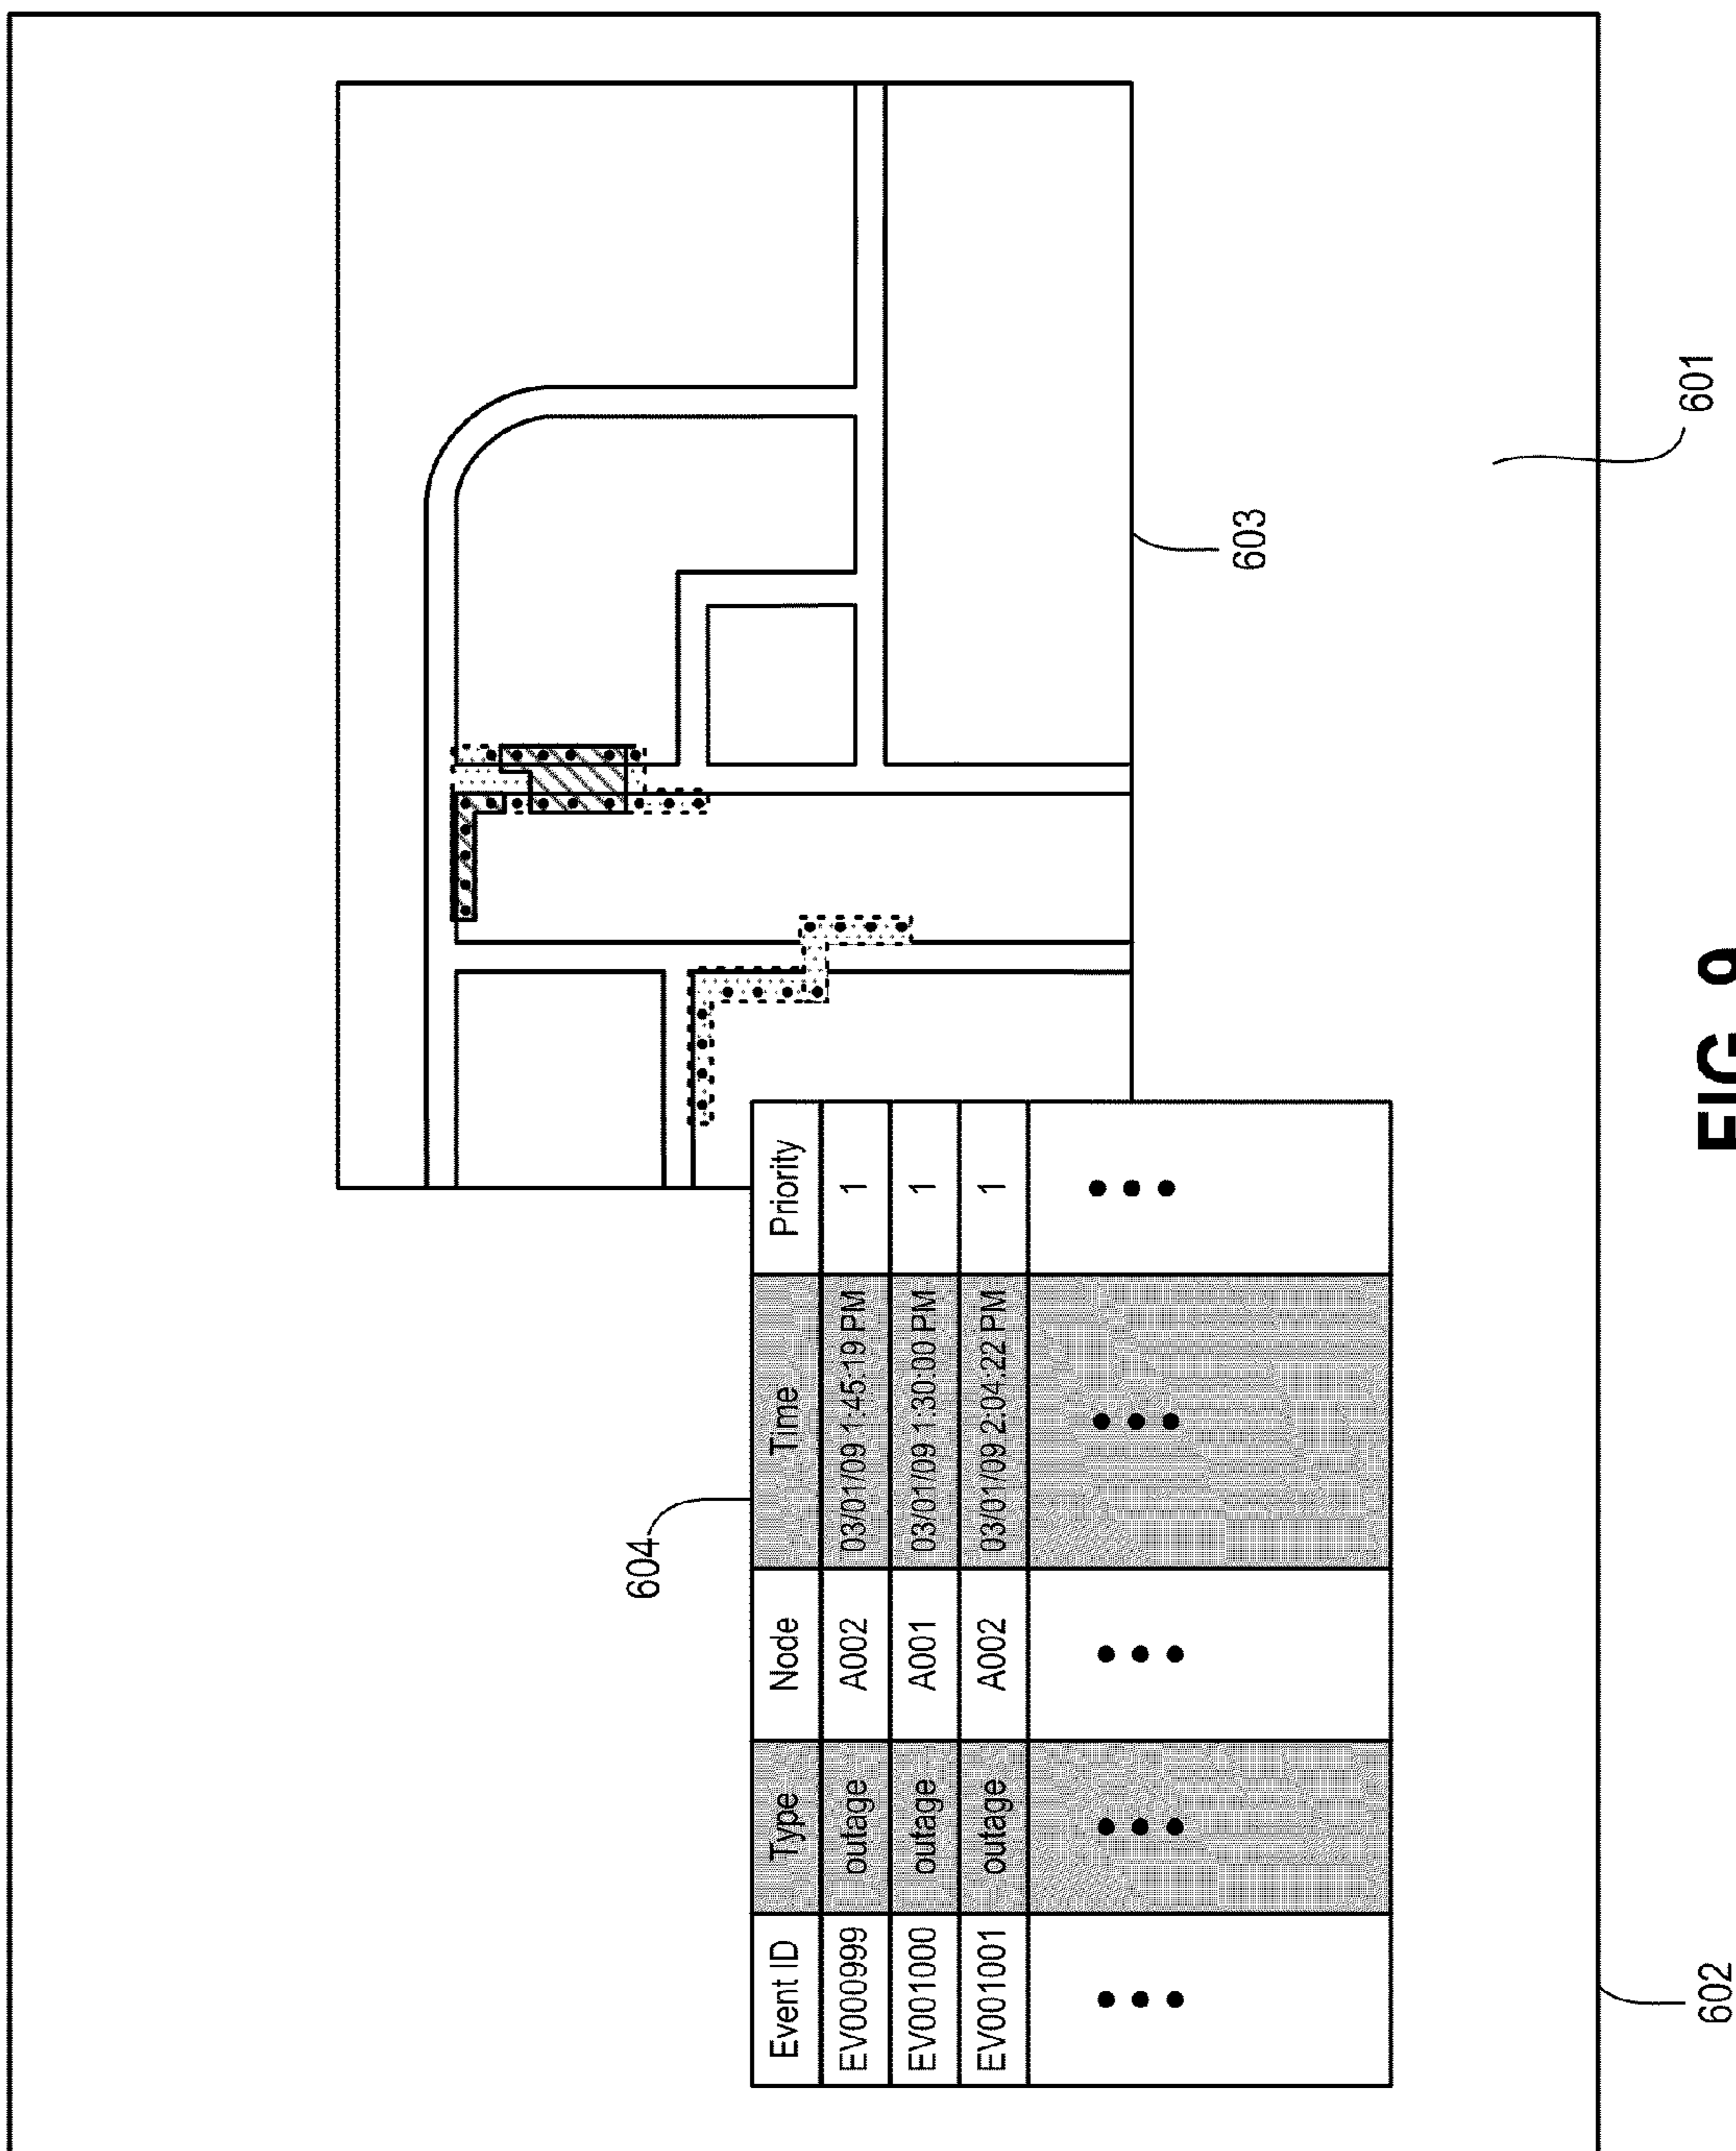 604
Event ID Type Node Time Priority
EV000999 outage A002 03/01/09 1:45:19 PM 1
EV001000 outage A001 03/01/09 1:30:00 PM 1
EV001001 outage A002 03/01/09 2:04:22 PM 1
603
602
601
FIG